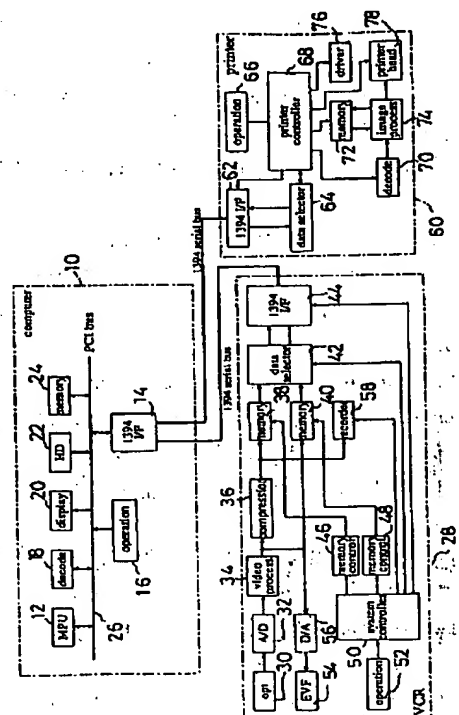 10
computer
PCI bus
12
MPU
18
decode
20
display
22
HD
24
memory
26
operation
16
1394 I/F
14
1394 serial bus
1394 serial bus
printer
operation
66
62
1394 I/F
68
printer controller
data selector
64
driver
76
memory
72
printer head
78
decode
70
image process
74
60
VCR
28
opt
30
A/D
32
video process
34
compression
36
memory
38
memory
40
data selector
42
1394 I/F
44
recorder
58
EVF
54
D/A
56
memory control
46
memory control
48
50
system controller
operation
52